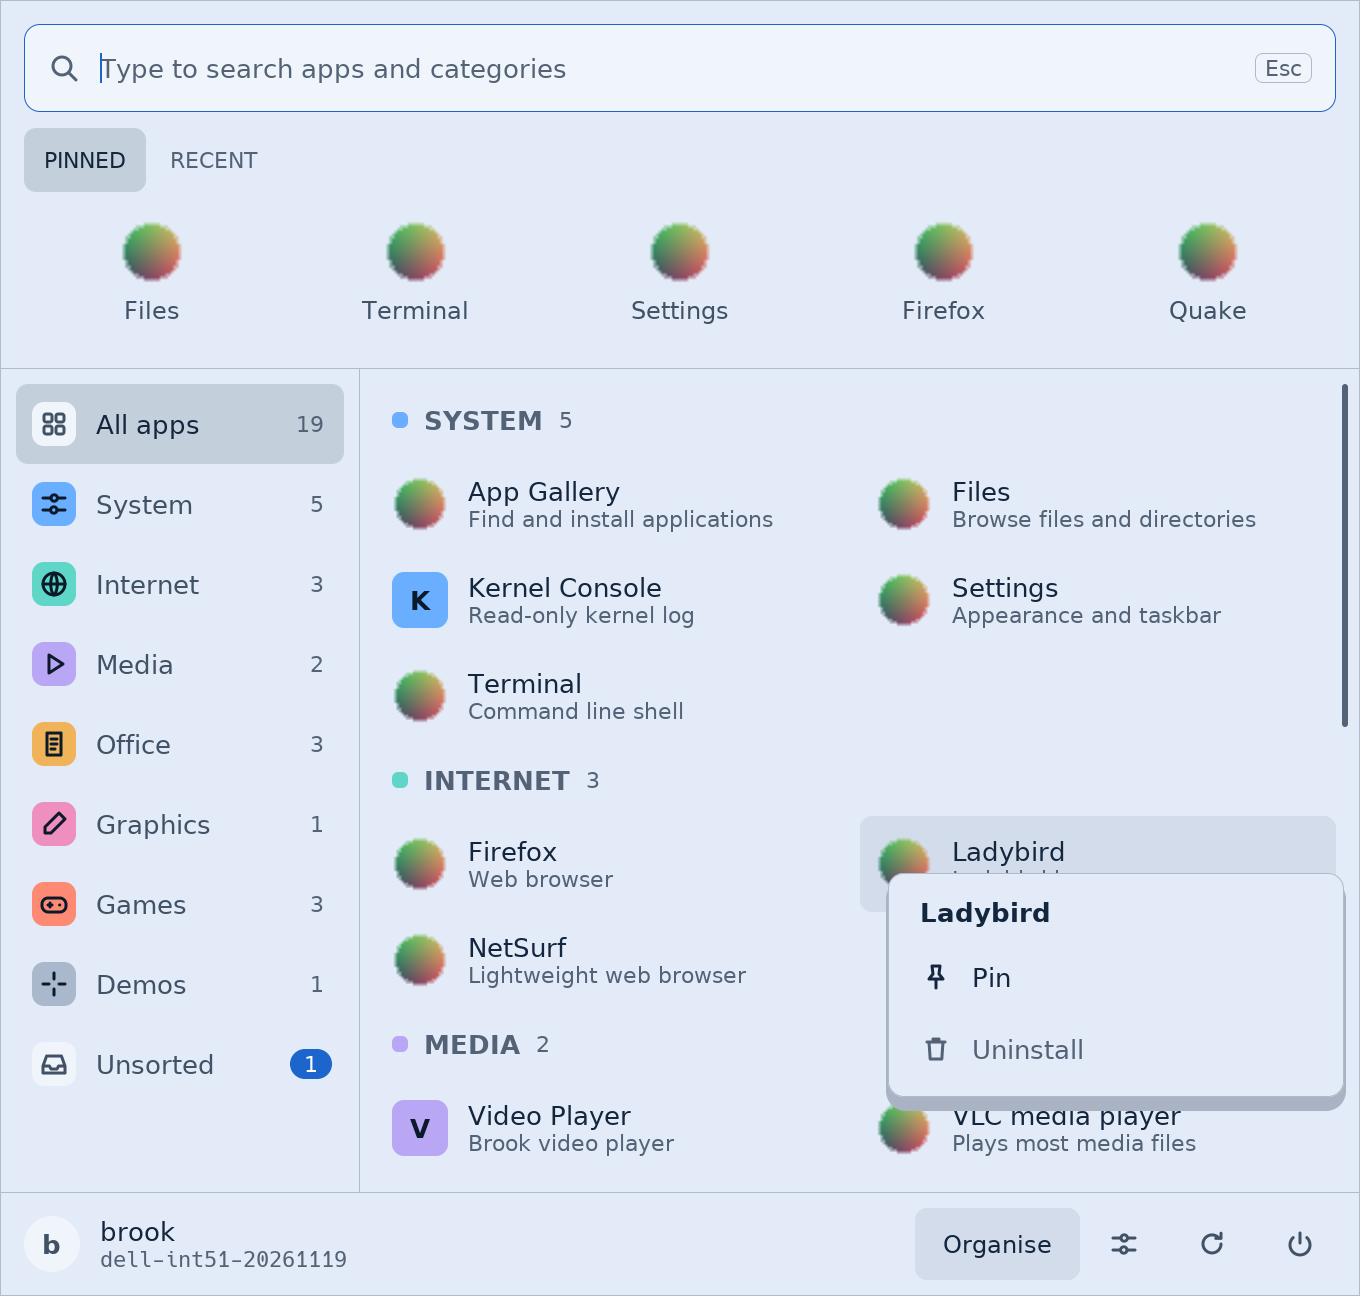 Type to search apps and categories
Esc
PINNED
RECENT
Files
Terminal
Settings
Firefox
Quake
All apps
19
System
5
Internet
3
Media
2
Office
3
Graphics
1
Games
3
Demos
1
Unsorted
1
SYSTEM 5
App Gallery
Find and install applications
Files
Browse files and directories
K
Kernel Console
Read-only kernel log
Settings
Appearance and taskbar
Terminal
Command line shell
INTERNET 3
Firefox
Web browser
Ladybird
NetSurf
Lightweight web browser
Ladybird
Pin
Uninstall
MEDIA 2
V
Video Player
Brook video player
VLC media player
Plays most media files
b
brook
dell-int51-20261119
Organise